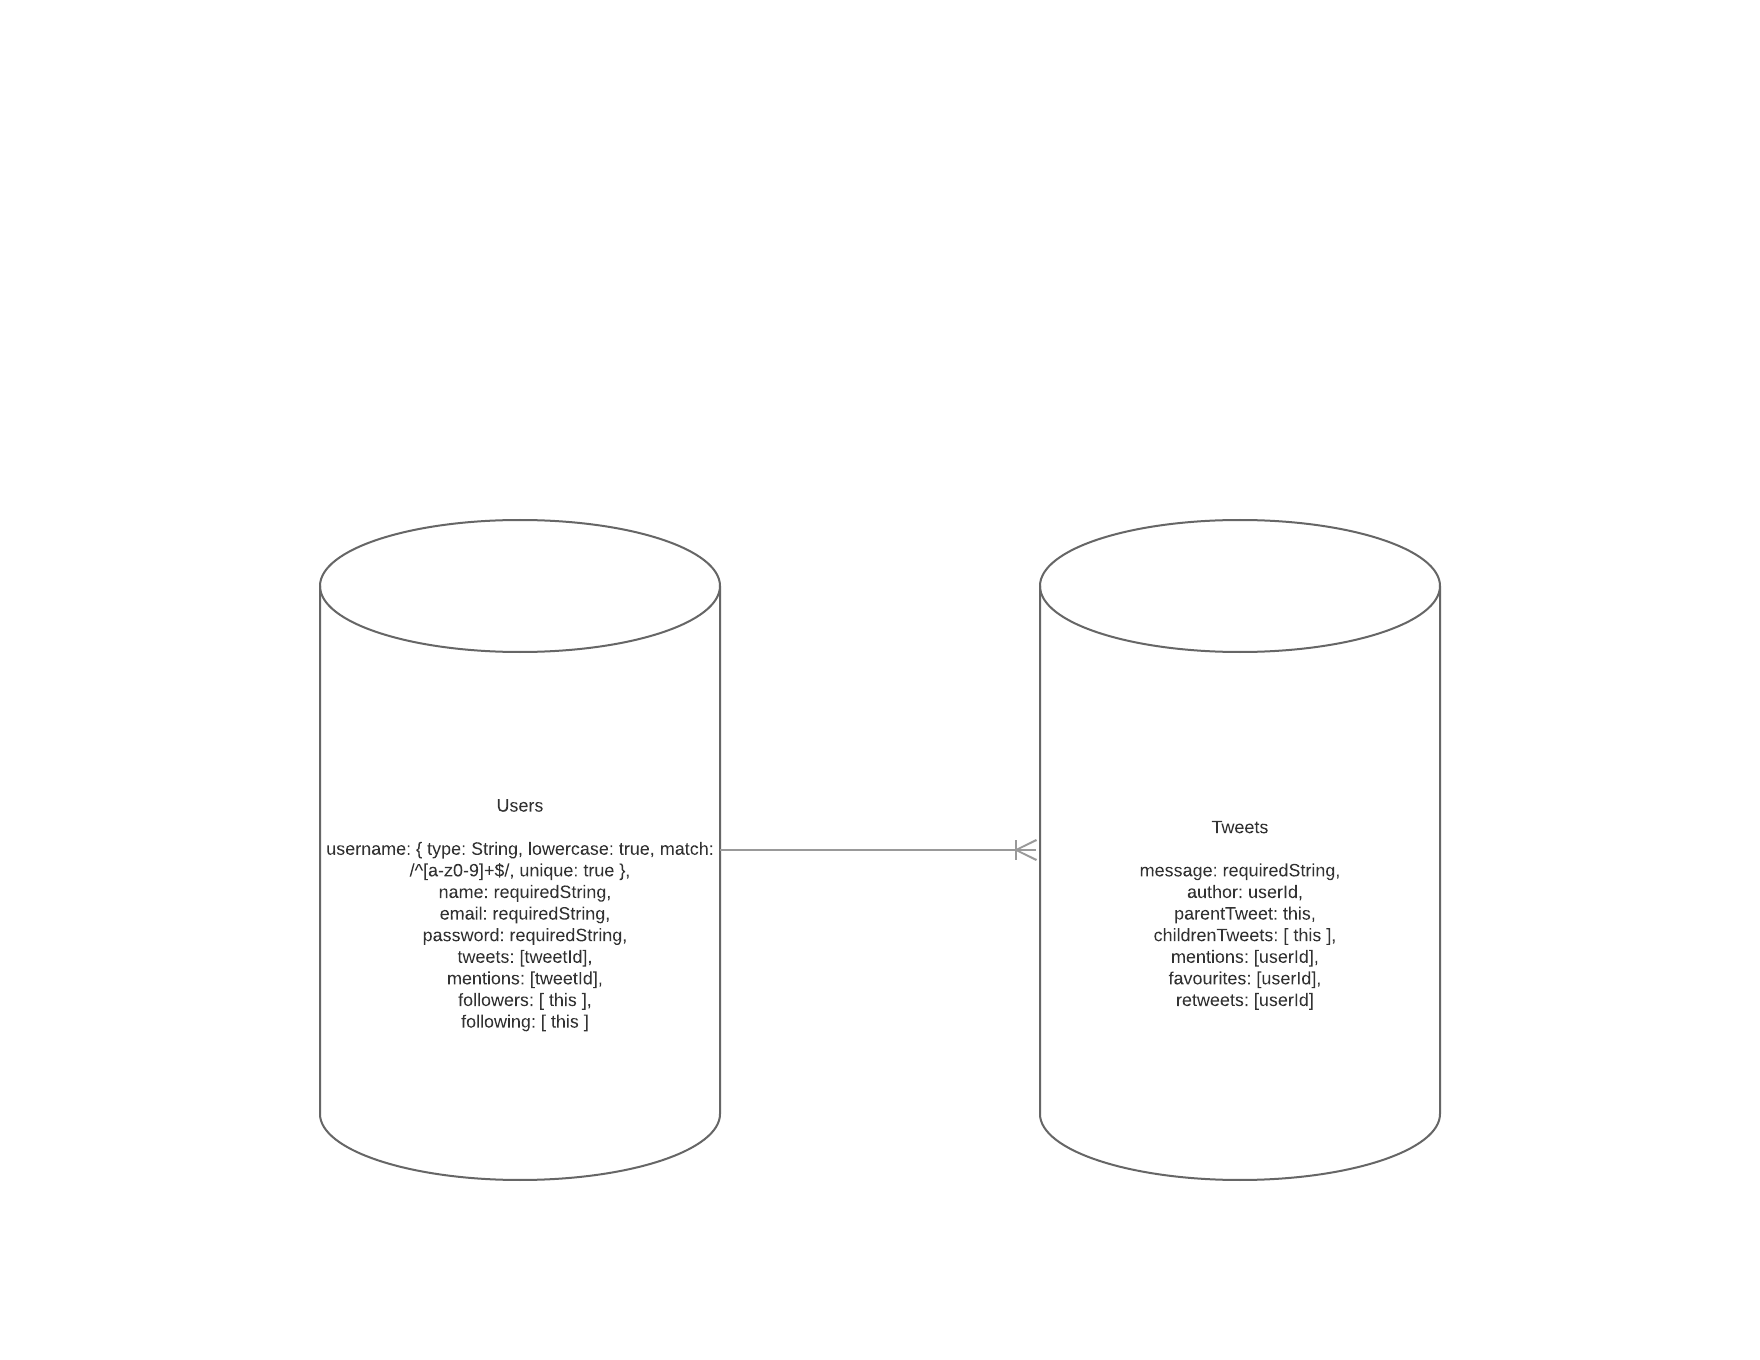 Users
username: { type: String, lowercase: true, match:
/^[a-z0-9]+$/, unique: true },
name: requiredString,
email: requiredString,
password: requiredString,
tweets: [tweetId],
mentions: [tweetId],
followers: [ this ],
following: [ this ]
Tweets
message: requiredString,
author: userId,
parentTweet: this,
childrenTweets: [ this ],
mentions: [userId],
favourites: [userId],
retweets: [userId]